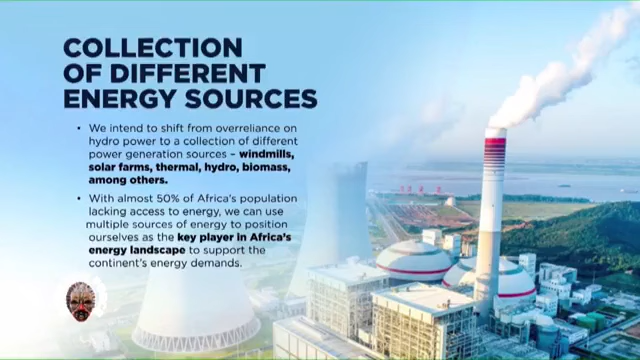 COLLECTION
OF DIFFERENT
ENERGY SOURCES
• We intend to shift from overreliance on
hydro power to a collection of different
power generation sources – windmills,
solar farms, thermal, hydro, biomass,
among others.
• With almost 50% of Africa's population
lacking access to energy, we can use
multiple sources of energy to position
ourselves as the key player in Africa's
energy landscape to support the
continent's energy demands.